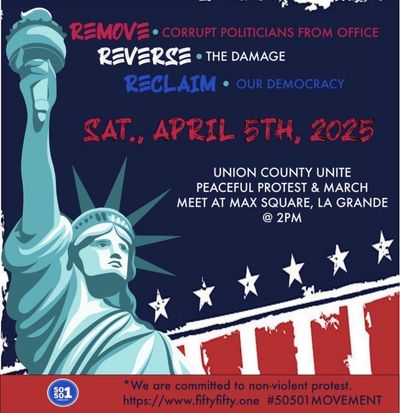 REMOVE • CORRUPT POLITICIANS FROM OFFICE
REVERSE • THE DAMAGE
RECLAIM • OUR DEMOCRACY
SAT., APRIL 5TH, 2025
UNION COUNTY UNITE
PEACEFUL PROTEST & MARCH
MEET AT MAX SQUARE, LA GRANDE
@ 2PM
50
501
*We are committed to non-violent protest.
https://www.fiftyfifty.one #50501MOVEMENT